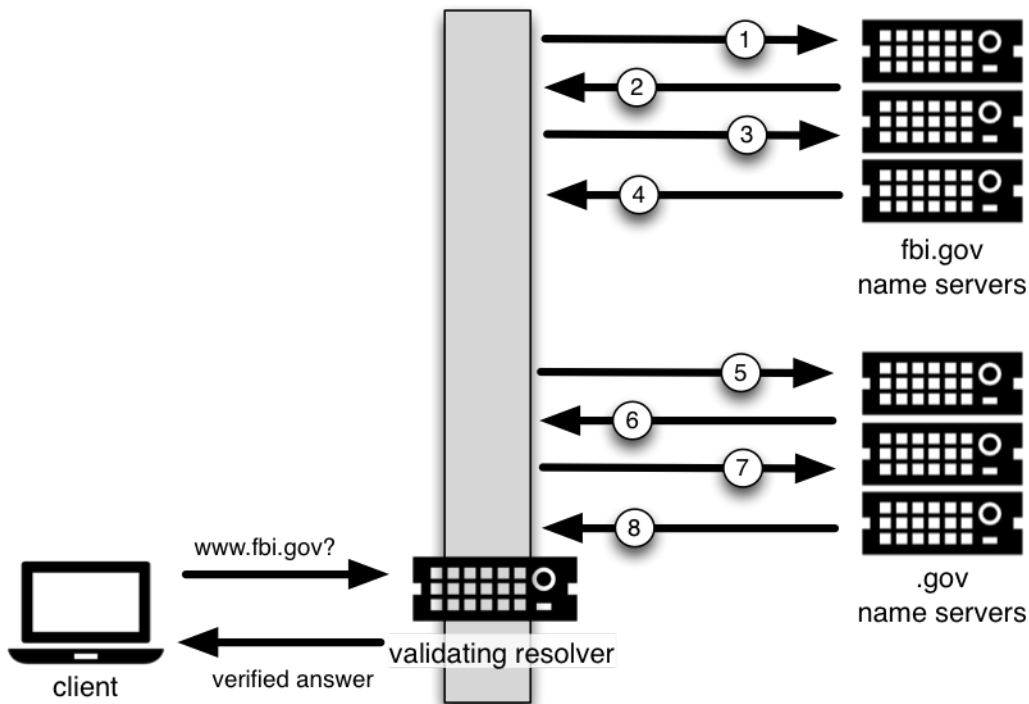 1
2
3
4
fbi.gov
name servers
5
6
7
8
.gov
name servers
www.fbi.gov?
validating resolver
verified answer
client